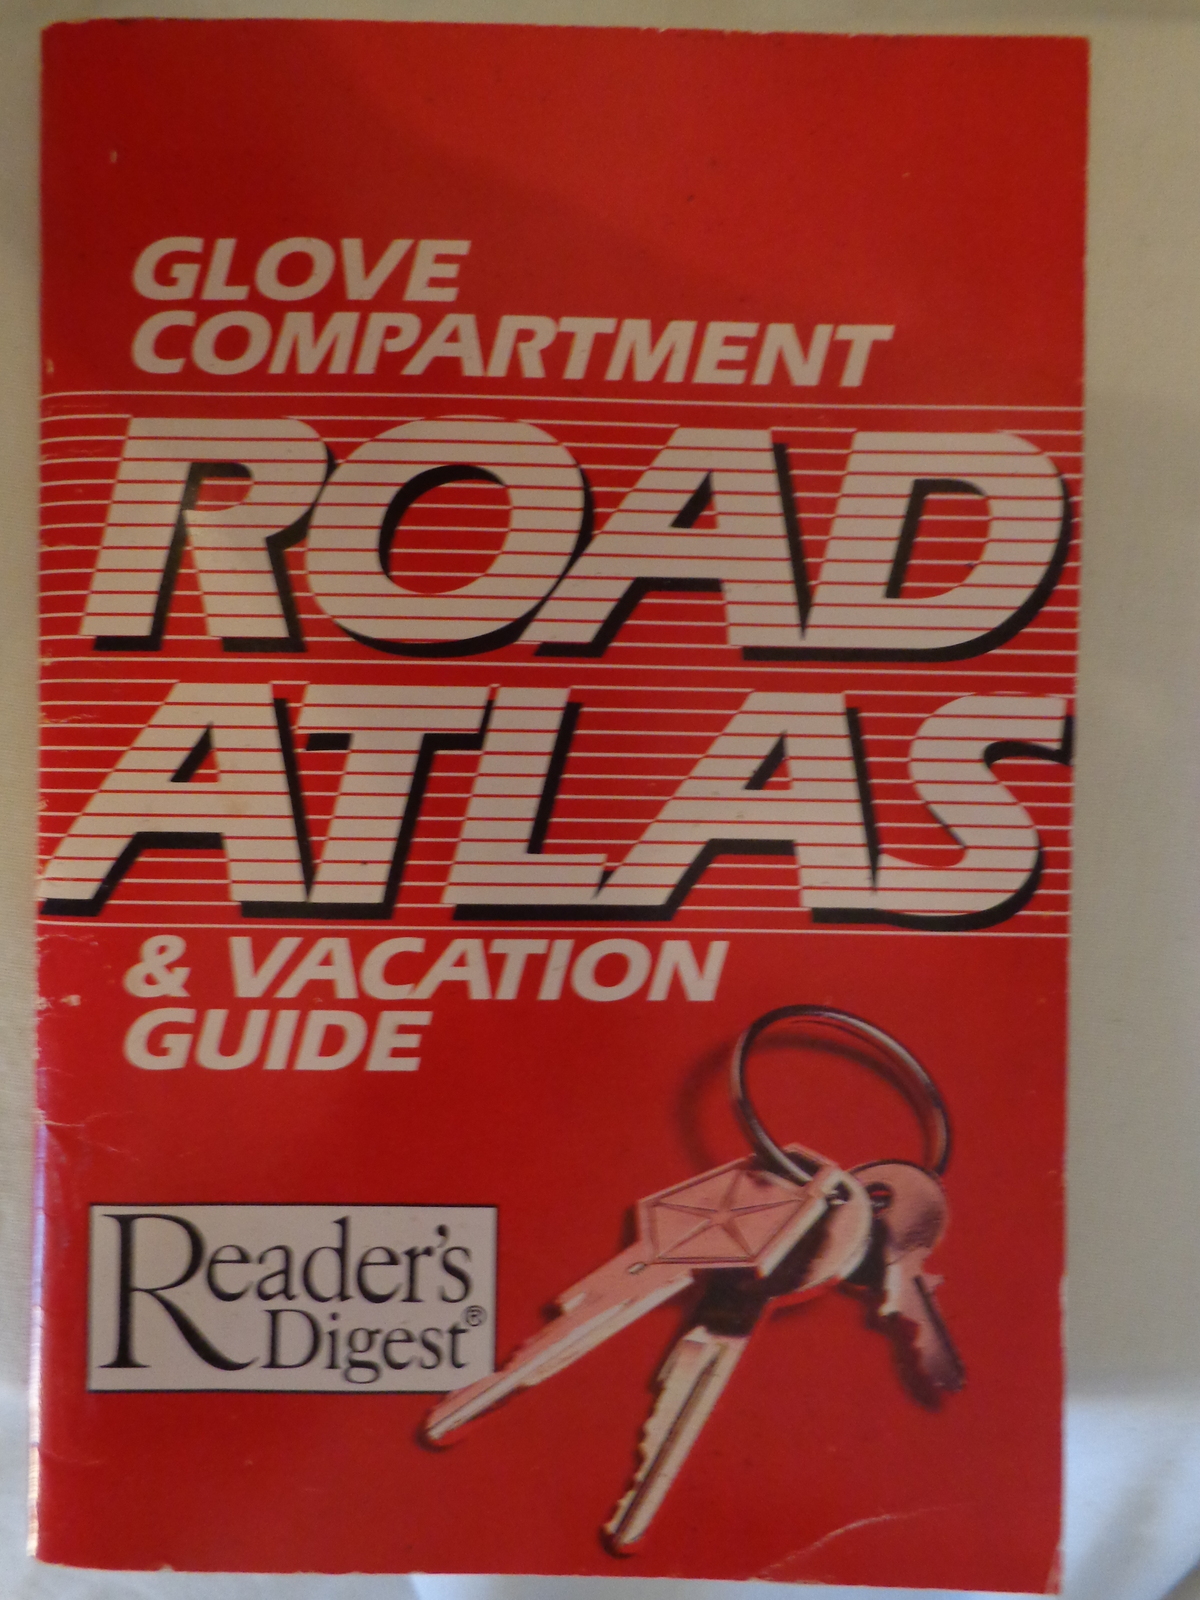 GLOVE
COMPARTMENT
ROAD
ATLAS
& VACATION
GUIDE
Reader's
Digest®